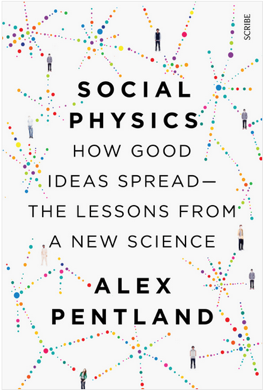 SCRIBE
SOCIAL
PHYSICS
HOW GOOD
IDEAS SPREAD—
THE LESSONS FROM
A NEW SCIENCE
ALEX
PENTLAND